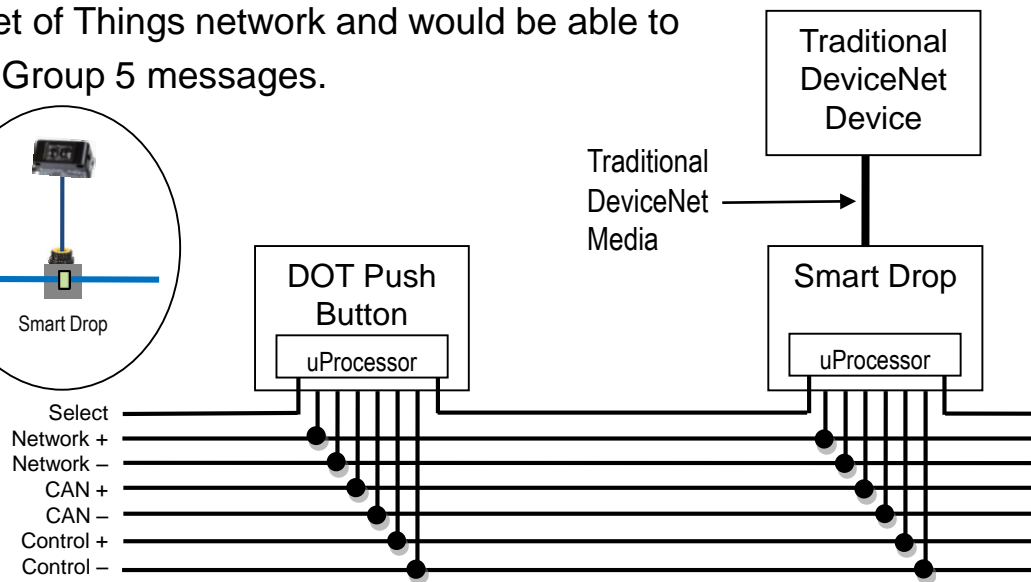 et of Things network and would be able to
Group 5 messages.
Traditional
DeviceNet
Device
Traditional
DeviceNet
Media
DOT Push
Button
uProcessor
Smart Drop
uProcessor
Smart Drop
Select
Network +
Network –
CAN +
CAN –
Control +
Control –